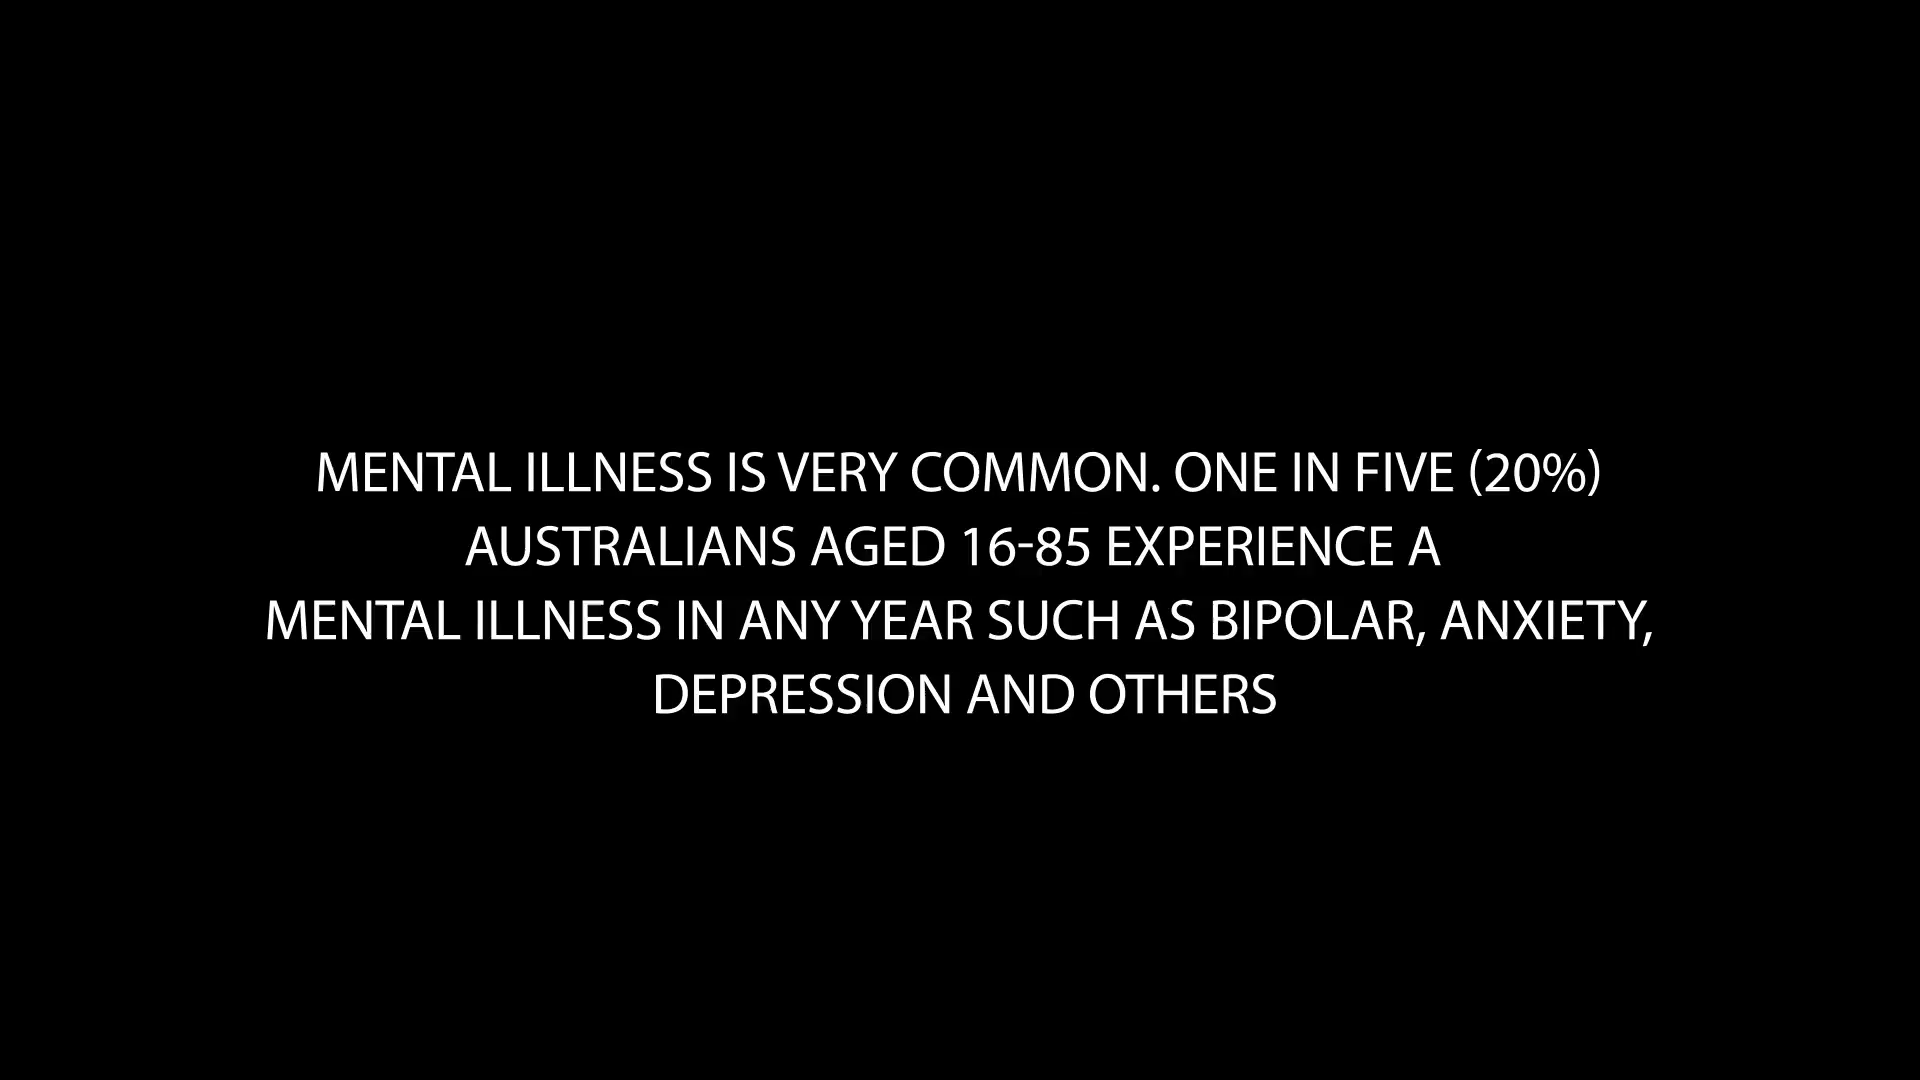 MENTAL ILLNESS IS VERY COMMON. ONE IN FIVE (20%)
AUSTRALIANS AGED 16-85 EXPERIENCE A
MENTAL ILLNESS IN ANY YEAR SUCH AS BIPOLAR, ANXIETY,
DEPRESSION AND OTHERS